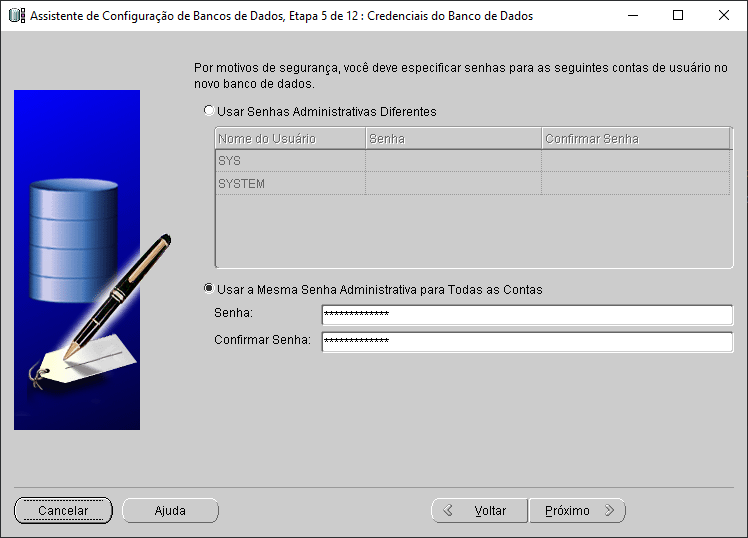 Assistente de Configuração de Bancos de Dados, Etapa 5 de 12 : Credenciais do Banco de Dados
Por motivos de segurança, você deve especificar senhas para as seguintes contas de usuário no
novo banco de dados.
Usar Senhas Administrativas Diferentes
Nome do Usuário Senha Confirmar Senha
SYS
SYSTEM
Usar a Mesma Senha Administrativa para Todas as Contas
Senha: *************
Confirmar Senha: *************
Cancelar Ajuda Voltar Próximo